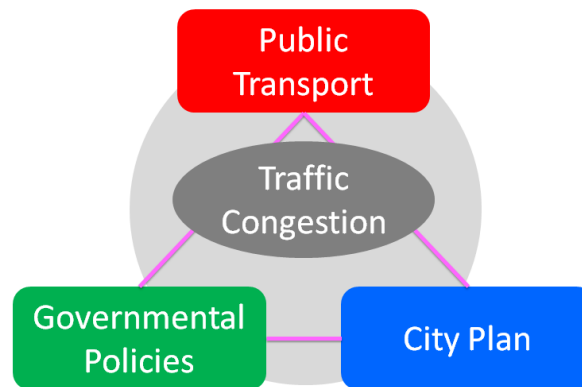 Public
Transport
Traffic
Congestion
Governmental
Policies
City Plan